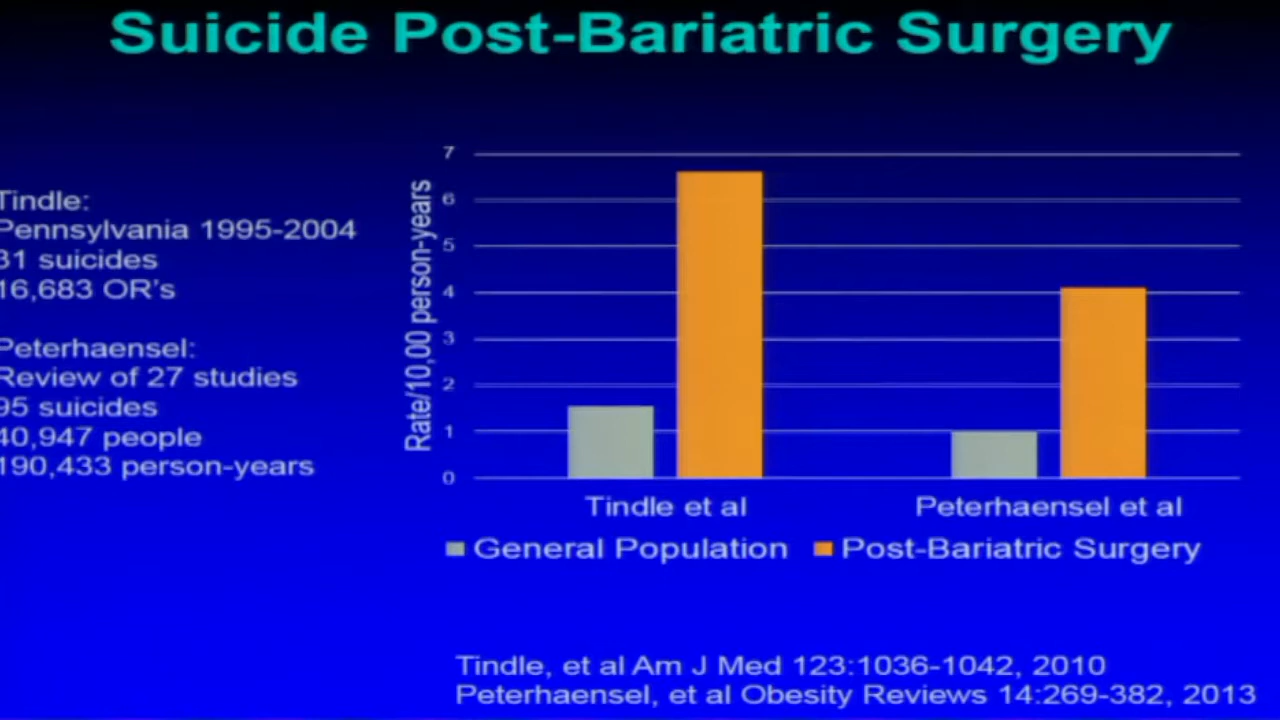 Suicide Post-Bariatric Surgery
Tindle:
Pennsylvania 1995-2004
31 suicides
16,683 OR's
Peterhaensel:
Review of 27 studies
95 suicides
40,947 people
190,433 person-years
Rate/10,00 person-years
7
6
5
4
3
2
1
0
Tindle et al
Peterhaensel et al
General Population
Post-Bariatric Surgery
Tindle, et al Am J Med 123:1036-1042, 2010
Peterhaensel, et al Obesity Reviews 14:269-382, 2013